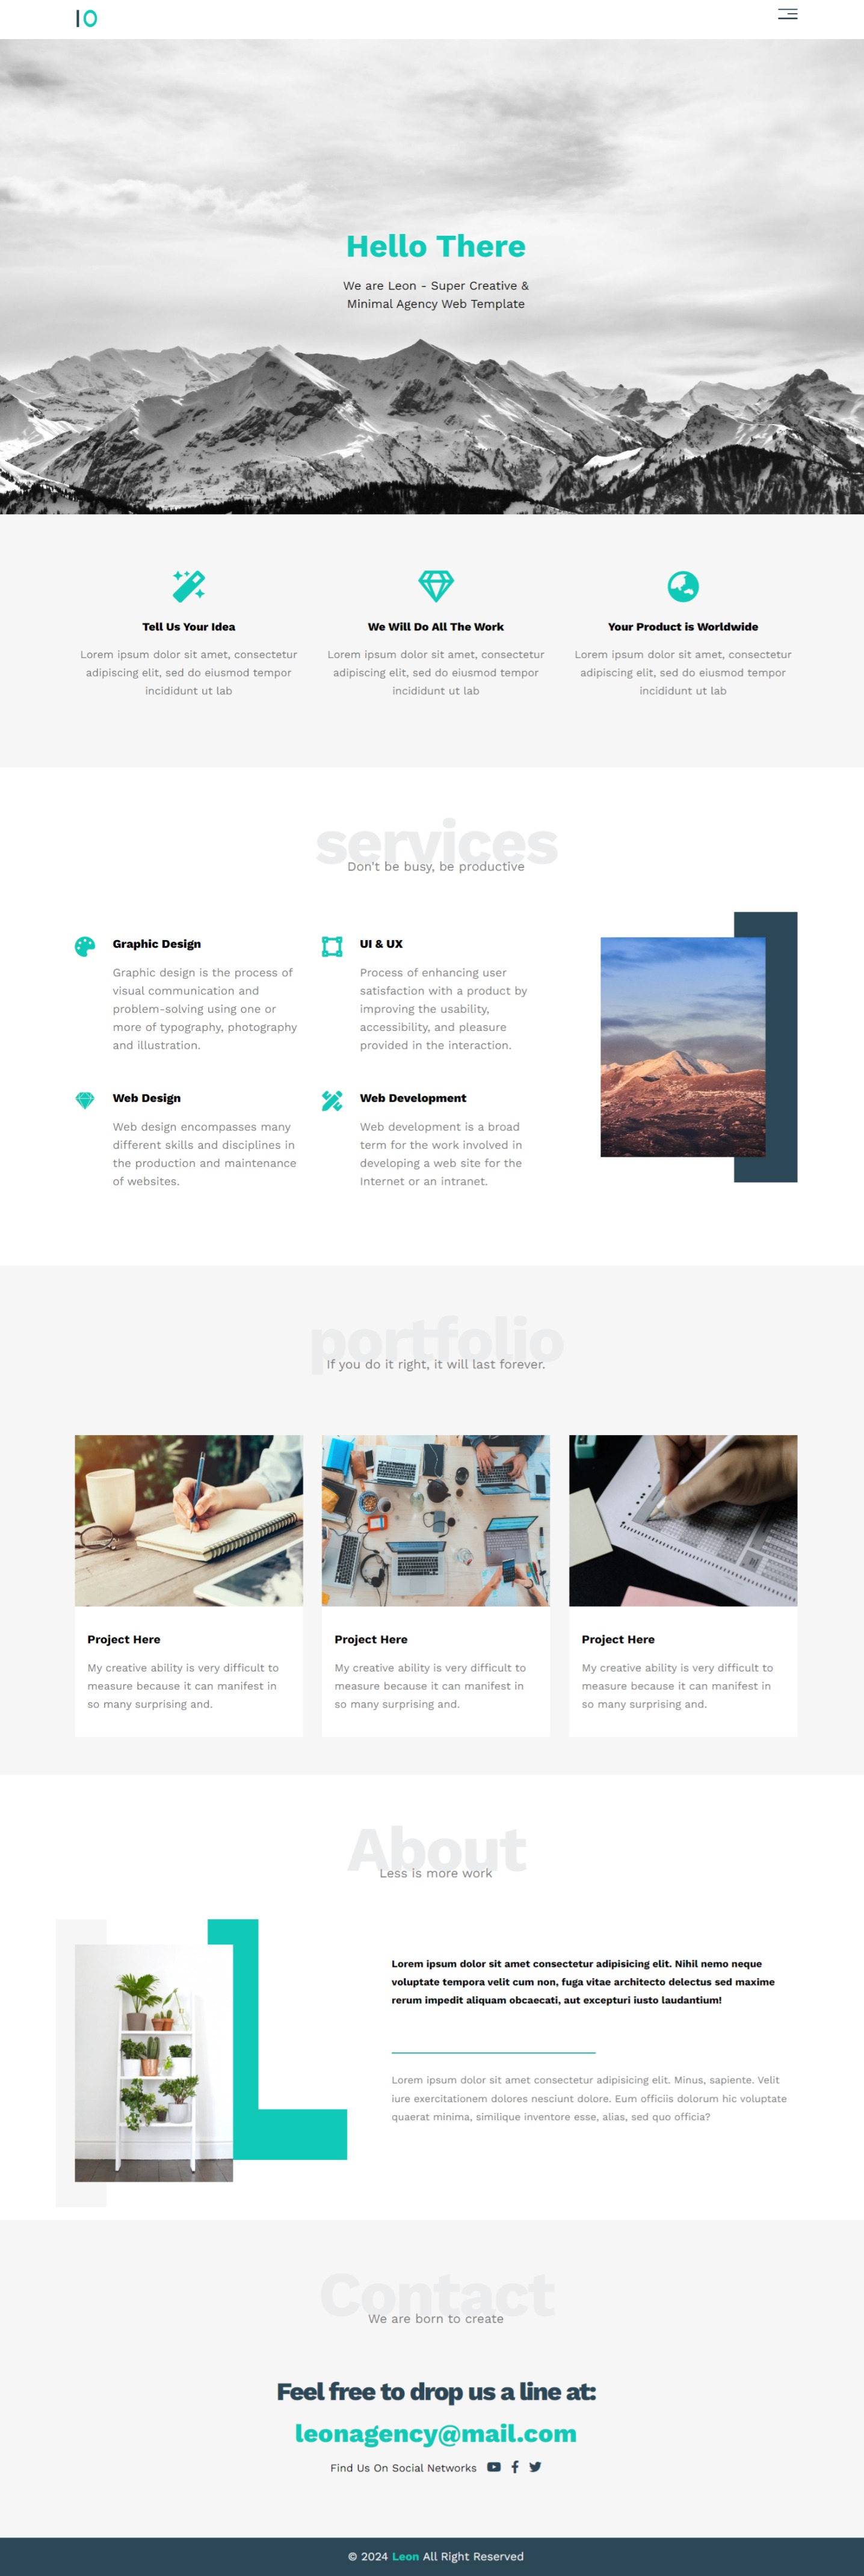 IO
Hello There
We are Leon - Super Creative &
Minimal Agency Web Template
Tell Us Your Idea
Lorem ipsum dolor sit amet, consectetur
adipiscing elit, sed do eiusmod tempor
incididunt ut lab
We Will Do All The Work
Lorem ipsum dolor sit amet, consectetur
adipiscing elit, sed do eiusmod tempor
incididunt ut lab
Your Product is Worldwide
Lorem ipsum dolor sit amet, consectetur
adipiscing elit, sed do eiusmod tempor
incididunt ut lab
services
Don't be busy, be productive
Graphic Design
Graphic design is the process of
visual communication and
problem-solving using one or
more of typography, photography
and illustration.
UI & UX
Process of enhancing user
satisfaction with a product by
improving the usability,
accessibility, and pleasure
provided in the interaction.
Web Design
Web design encompasses many
different skills and disciplines in
the production and maintenance
of websites.
Web Development
Web development is a broad
term for the work involved in
developing a web site for the
Internet or an intranet.
portfolio
If you do it right, it will last forever.
Project Here
My creative ability is very difficult to
measure because it can manifest in
so many surprising and.
Project Here
My creative ability is very difficult to
measure because it can manifest in
so many surprising and.
Project Here
My creative ability is very difficult to
measure because it can manifest in
so many surprising and.
About
Less is more work
Lorem ipsum dolor sit amet consectetur adipisicing elit. Nihil nemo neque
voluptate tempora velit cum non, fuga vitae architecto delectus sed maxime
rerum impedit aliquam obcaecati, aut excepturi iusto laudantium!
Lorem ipsum dolor sit amet consectetur adipisicing elit. Minus, sapiente. Velit
iure exercitationem dolores nesciunt dolore. Eum officiis dolorum hic voluptate
quaerat minima, similique inventore esse, alias, sed quo officia?
Contact
We are born to create
Feel free to drop us a line at:
leonagency@mail.com
Find Us On Social Networks
© 2024 Leon All Right Reserved